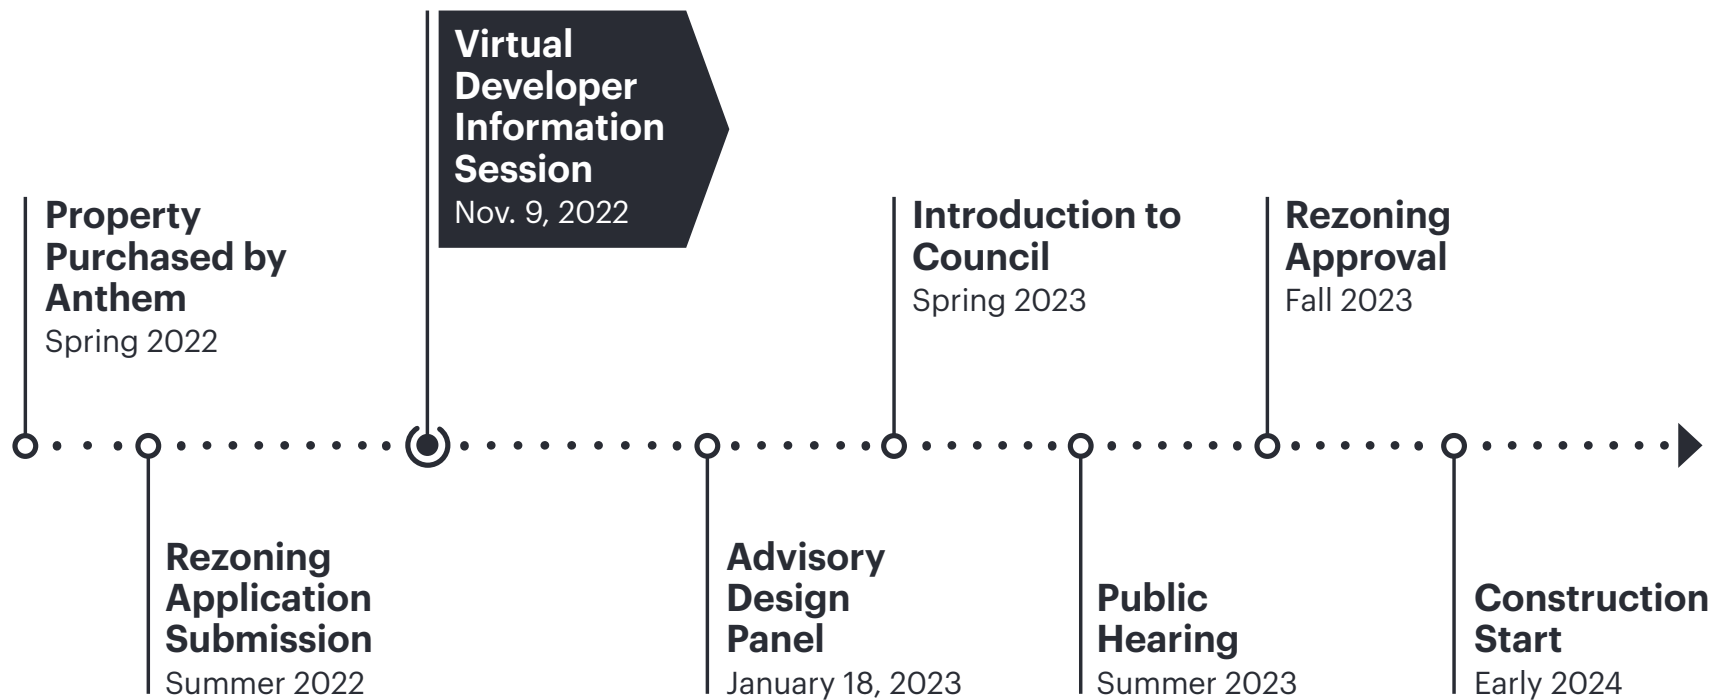 Property
Purchased by
Anthem
Spring 2022
Rezoning
Application
Submission
Summer 2022
Virtual
Developer
Information
Session
Nov. 9, 2022
Advisory
Design
Panel
January 18, 2023
Introduction to
Council
Spring 2023
Public
Hearing
Summer 2023
Rezoning
Approval
Fall 2023
Construction
Start
Early 2024